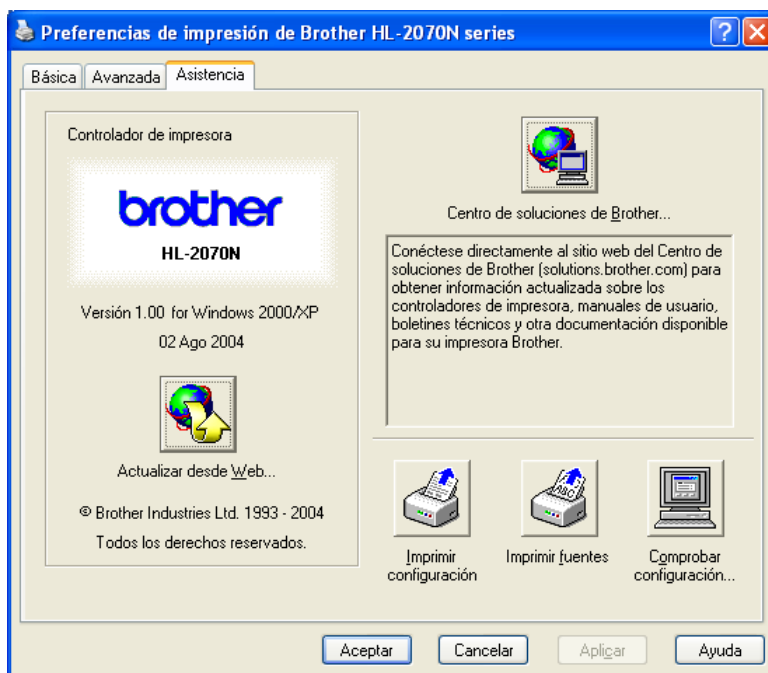 Preferencias de impresión de Brother HL-2070N series
Básica Avanzada Asistencia
Controlador de impresora
brother
HL-2070N
Versión 1.00 for Windows 2000/XP
02 Ago 2004
Actualizar desde Web...
© Brother Industries Ltd. 1993 - 2004
Todos los derechos reservados.
Centro de soluciones de Brother...
Conéctese directamente al sitio web del Centro de
soluciones de Brother (solutions.brother.com) para
obtener información actualizada sobre los
controladores de impresora, manuales de usuario,
boletines técnicos y otra documentación disponible
para su impresora Brother.
ABC
Imprimir
configuración
Imprimir fuentes
Comprobar
configuración...
Aceptar Cancelar Aplicar Ayuda